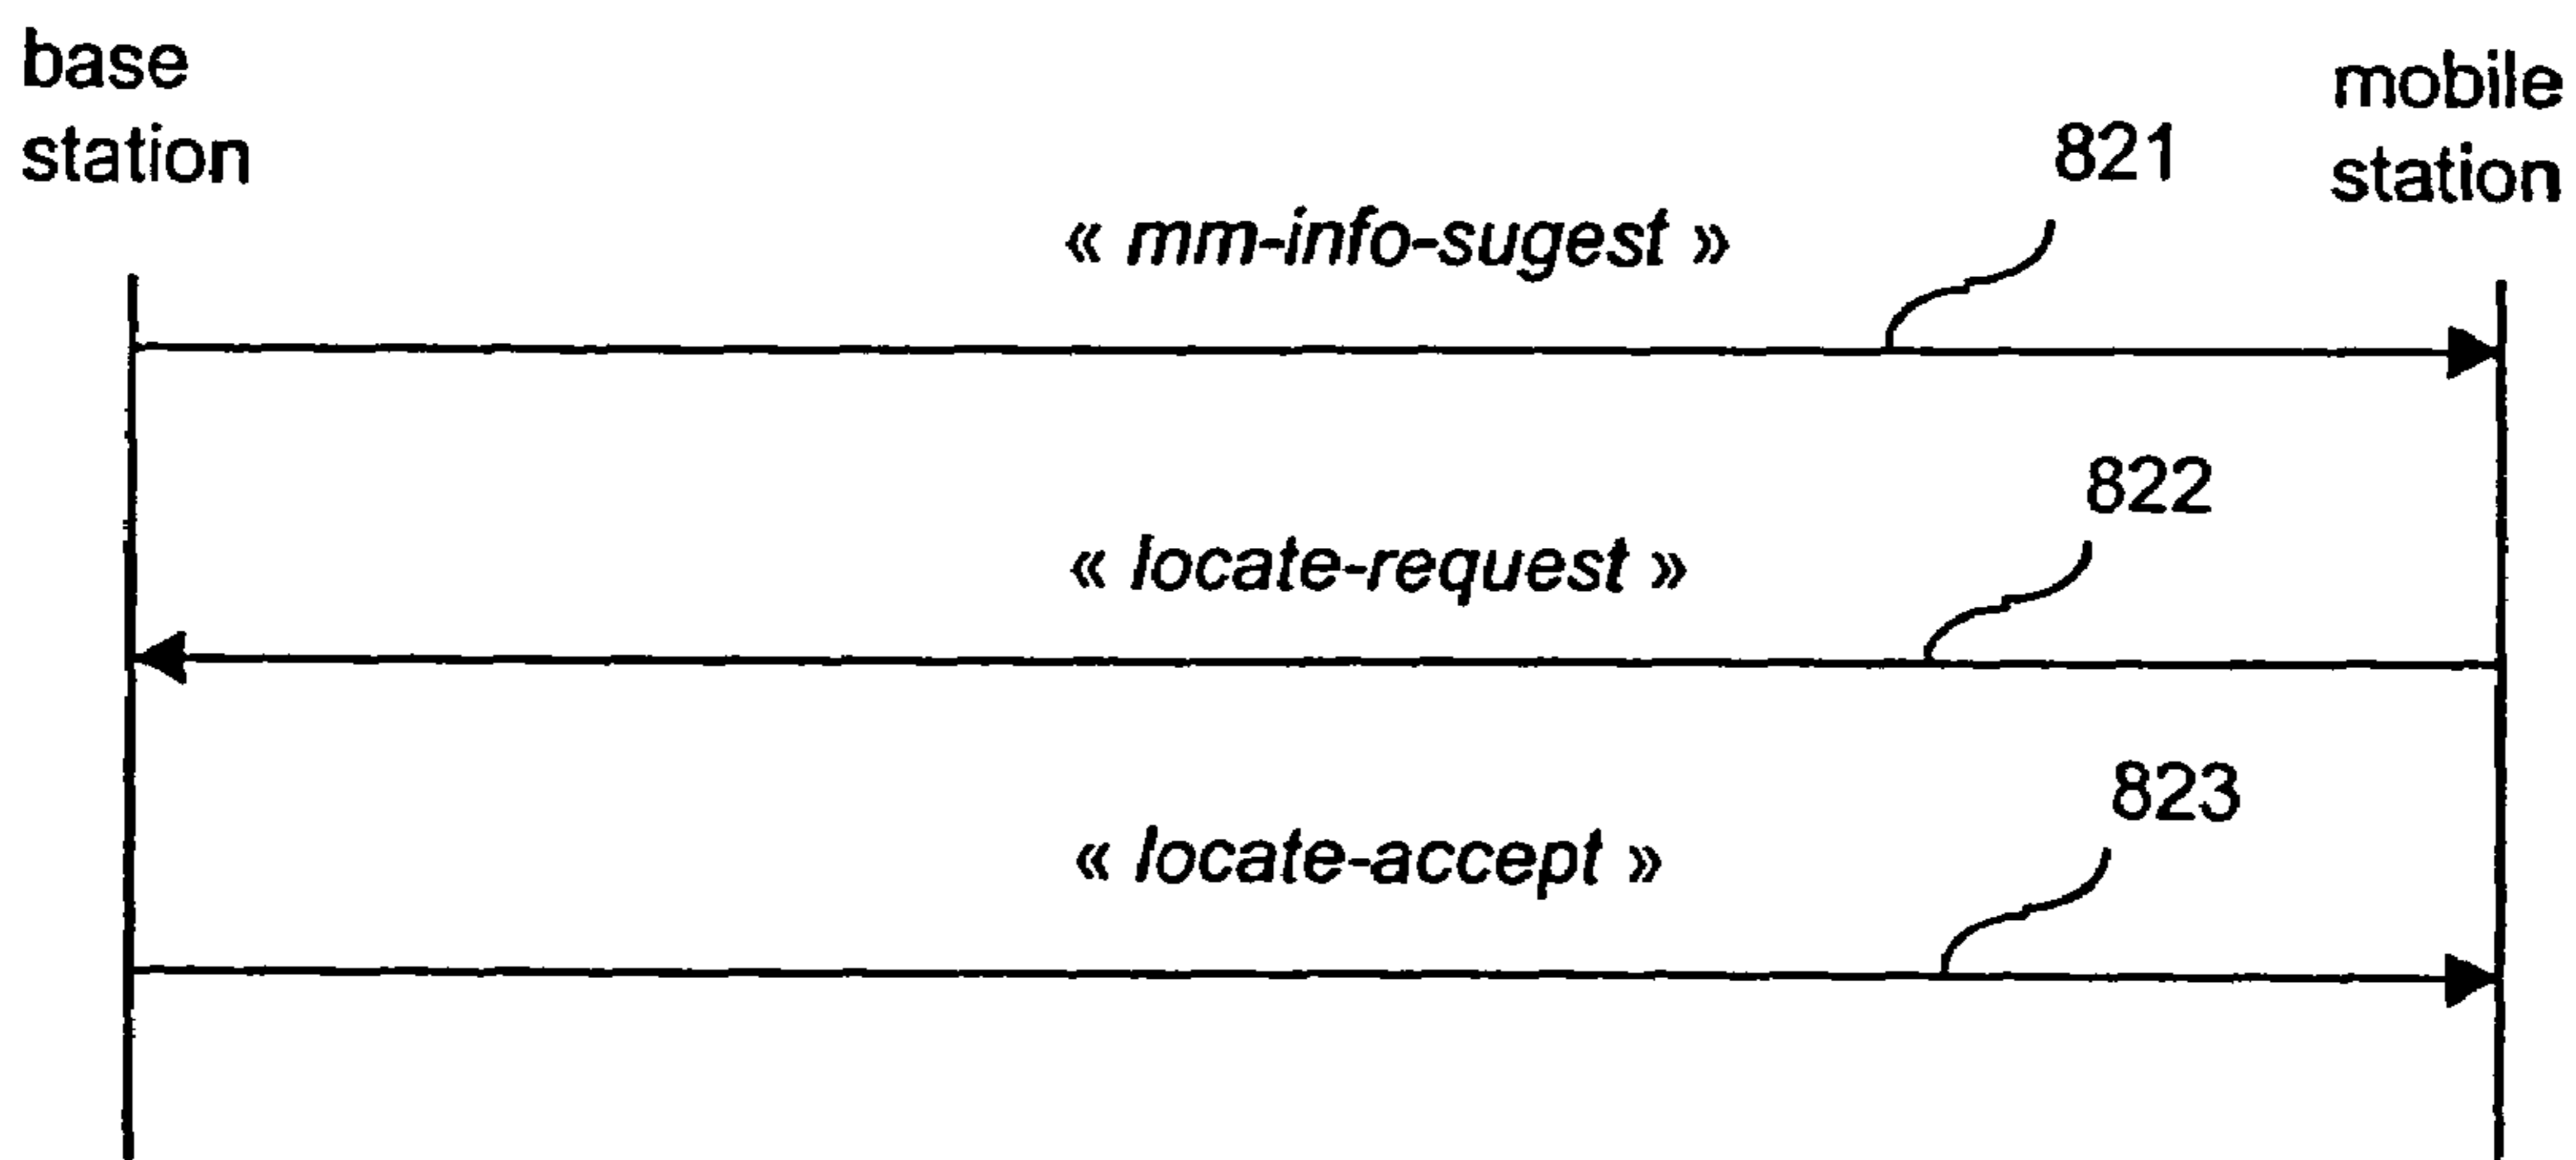 base
station
mobile
station
821
« mm-info-sugest »
822
« locate-request »
823
« locate-accept »